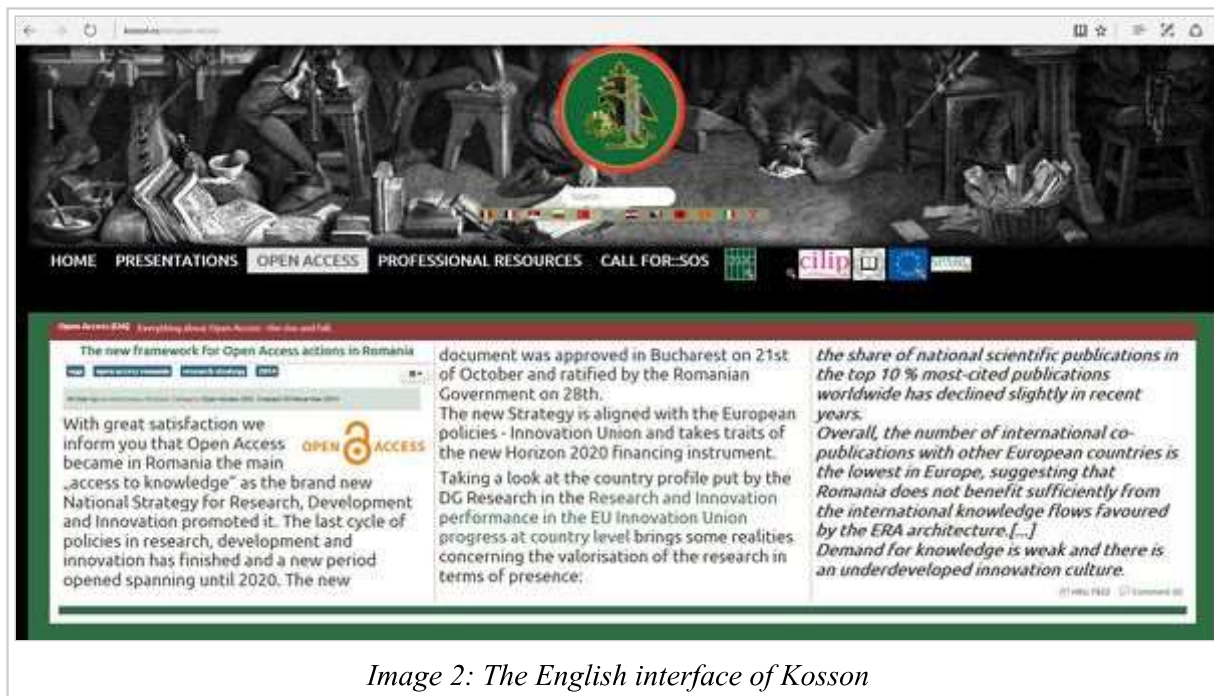 HOME PRESENTATIONS OPEN ACCESS PROFESSIONAL RESOURCES CALL FOR::SOS cilip
Open Access [OA] Everything about Open Access - the rise and fall
The new framework for Open Access actions in Romania
With great satisfaction we
inform you that Open Access
became in Romania the main
„access to knowledge" as the brand new
National Strategy for Research, Development
and Innovation promoted it. The last cycle of
policies in research, development and
innovation has finished and a new period
opened spanning until 2020. The new
OPEN ACCESS
document was approved in Bucharest on 21st
of October and ratified by the Romanian
Government on 28th.
The new Strategy is aligned with the European
policies - Innovation Union and takes traits of
the new Horizon 2020 financing instrument.
Taking a look at the country profile put by the
DG Research in the Research and Innovation
performance in the EU Innovation Union
progress at country level brings some realities
concerning the valorisation of the research in
terms of presence:
the share of national scientific publications in
the top 10 % most-cited publications
worldwide has declined slightly in recent
years.
Overall, the number of international co-
publications with other European countries is
the lowest in Europe, suggesting that
Romania does not benefit sufficiently from
the international knowledge flows favoured
by the ERA architecture.[...]
Demand for knowledge is weak and there is
an underdeveloped innovation culture.
Image 2: The English interface of Kosson